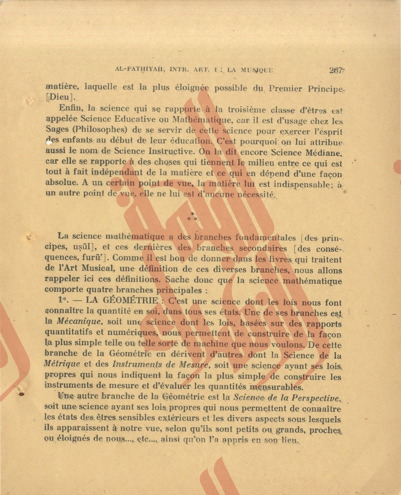 AL-FATHIYAH, INTR. ART. I : LA MUSIQUE 267
matière, laquelle est la plus éloignée possible du Premier Principe
[Dieu].
Enfin, la science qui se rapporte à la troisième classe d'êtres est
appelée Science Educative ou Mathématique, car il est d'usage chez les
Sages (Philosophes) de se servir de cette science pour exercer l'esprit
des enfants au début de leur éducation. C'est pourquoi on lui attribue
aussi le nom de Science Instructive. On la dit encore Science Médiane,
car elle se rapporte à des choses qui tiennent le milieu entre ce qui est
tout à fait indépendant de la matière et ce qui en dépend d'une façon
absolue. A un certain point de vue, la matière lui est indispensable; à
un autre point de vue, elle ne lui est d'aucune nécessité.
La science mathématique a des branches fondamentales [des prin-
cipes, uṣûl], et ces dernières des branches secondaires [des consé-
quences, furû']. Comme il est bon de donner dans les livres qui traitent
de l'Art Musical, une définition de ces diverses branches, nous allons
rappeler ici ces définitions. Sache donc que la science mathématique
comporte quatre branches principales :
1°. — LA GÉOMÉTRIE : C'est une science dont les lois nous font
connaître la quantité en soi, dans tous ses états. Une de ses branches est
la Mécanique, soit une science dont les lois, basées sur des rapports
quantitatifs et numériques, nous permettent de construire de la façon
la plus simple telle ou telle sorte de machine que nous voulons. De cette
branche de la Géométrie en dérivent d'autres dont la Science de la
Métrique et des Instruments de Mesure, soit une science ayant ses lois
propres qui nous indiquent la façon la plus simple de construire les
instruments de mesure et d'évaluer les quantités mesurables.
Une autre branche de la Géométrie est la Science de la Perspective,
soit une science ayant ses lois propres qui nous permettent de connaître
les états des êtres sensibles extérieurs et les divers aspects sous lesquels
ils apparaissent à notre vue, selon qu'ils sont petits ou grands, proches
ou éloignés de nous..., etc..., ainsi qu'on l'a appris en son lieu.